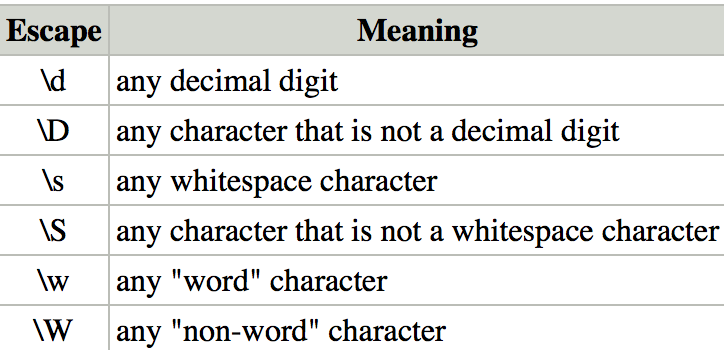 Escape Meaning
\d any decimal digit
\D any character that is not a decimal digit
\s any whitespace character
\S any character that is not a whitespace character
\w any "word" character
\W any "non-word" character